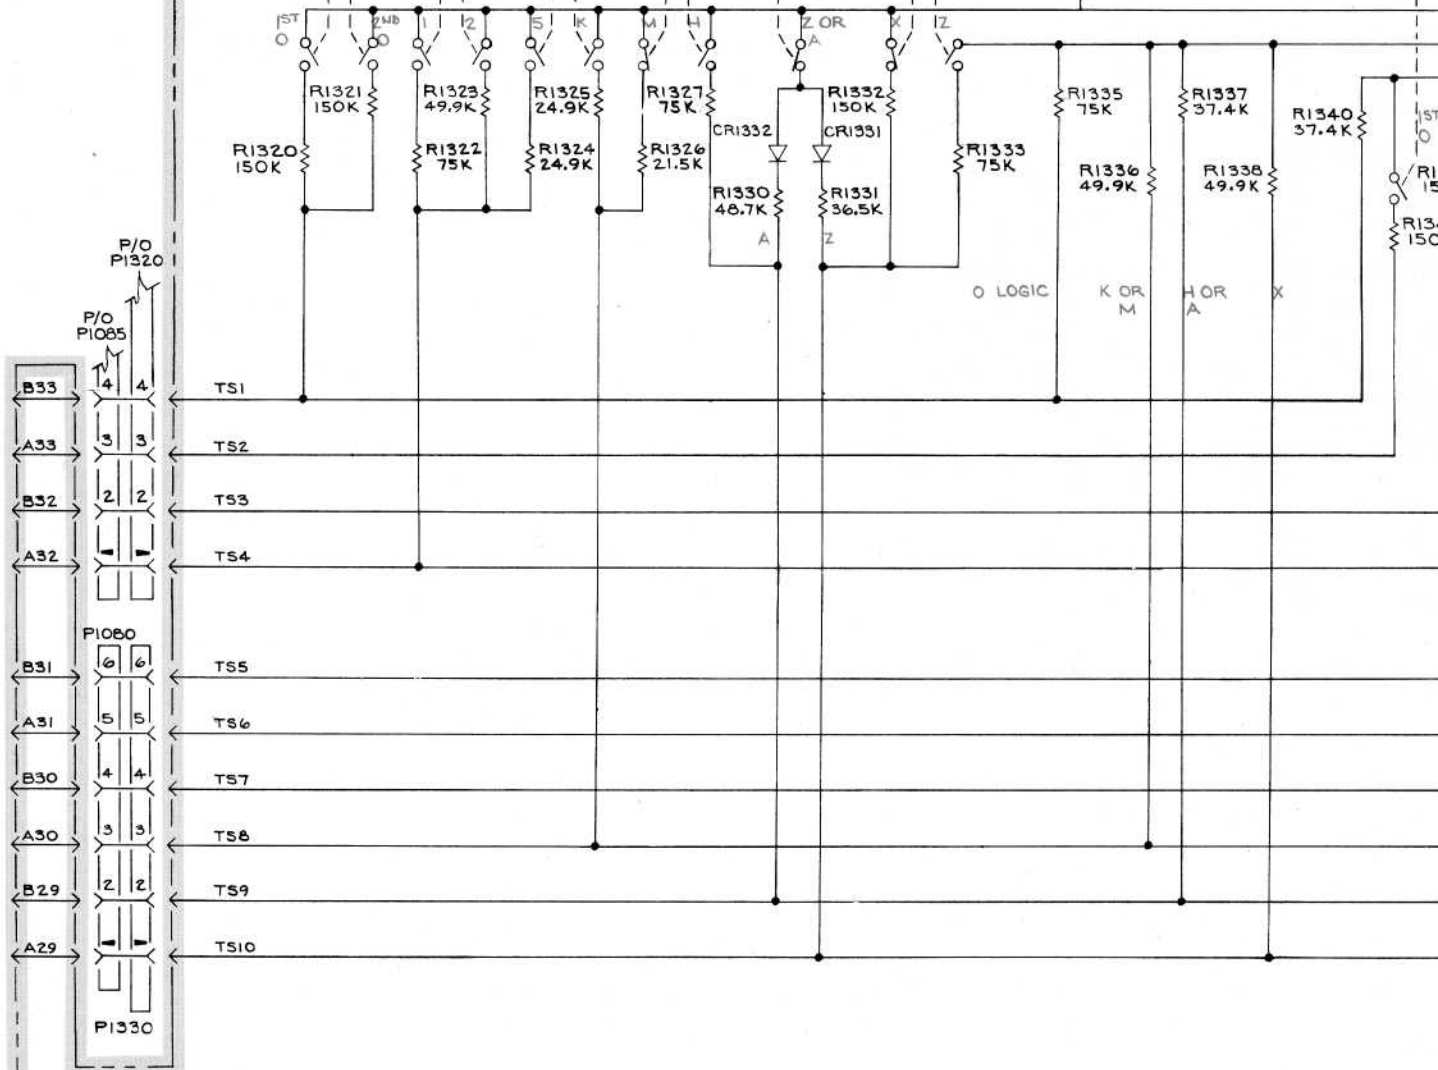 1ST 1 2ND 1 2 5 K M H Z OR X Z
O O A
R1321
150K
R1323
49.9K
R1325
24.9K
R1327
75K
R1332
150K
R1335
75K
R1337
37.4K
R1340
37.4K
1ST
O
CR1332
CR1331
R1320
150K
R1322
75K
R1324
24.9K
R1326
21.5K
R1333
75K
R1336
49.9K
R1338
49.9K
R1330
48.7K
R1331
36.5K
A
Z
O LOGIC
K OR
M
H OR
A
X
P/O
P1320
P/O
P1085
B33 4 4 TS1
A33 3 3 TS2
B32 2 2 TS3
A32 TS4
P1080
B31 6 6 TS5
A31 5 5 TS6
B30 4 4 TS7
A30 3 3 TS8
B29 2 2 TS9
A29 TS10
P1330